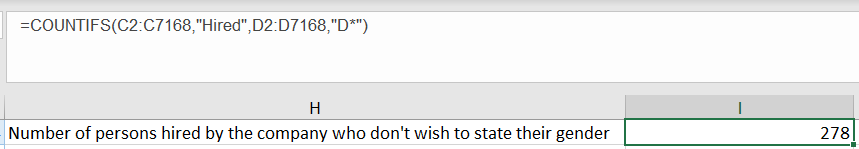 =COUNTIFS(C2:C7168,"Hired",D2:D7168,"D*")
H I
Number of persons hired by the company who don't wish to state their gender 278